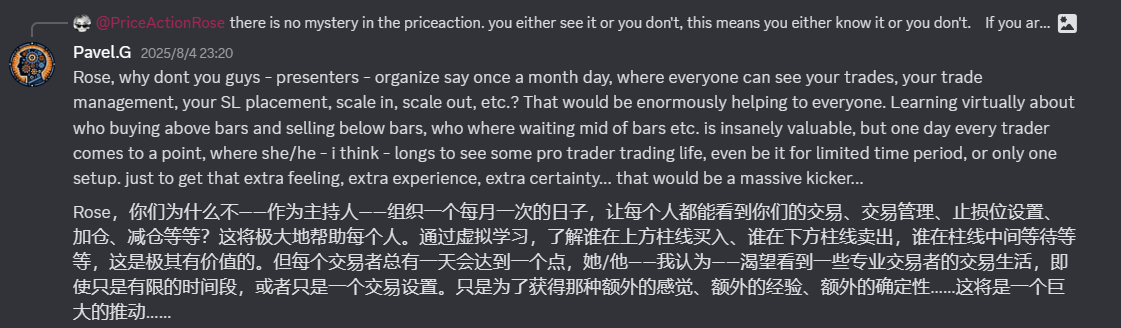 @PriceActionRose there is no mystery in the priceaction. you either see it or you don't, this means you either know it or you don't. If you ar...
Pavel.G 2025/8/4 23:20
Rose, why dont you guys - presenters - organize say once a month day, where everyone can see your trades, your trade
management, your SL placement, scale in, scale out, etc.? That would be enormously helping to everyone. Learning virtually about
who buying above bars and selling below bars, who where waiting mid of bars etc. is insanely valuable, but one day every trader
comes to a point, where she/he - i think - longs to see some pro trader trading life, even be it for limited time period, or only one
setup. just to get that extra feeling, extra experience, extra certainty... that would be a massive kicker...
Rose，你们为什么不——作为主持人——组织一个每月一次的日子，让每个人都能看到你们的交易、交易管理、止损位设置、
加仓、减仓等等？这将极大地帮助每个人。通过虚拟学习，了解谁在上方柱线买入、谁在下方柱线卖出，谁在柱线中间等待等
等，这是极其有价值的。但每个交易者总有一天会达到一个点，她/他——我认为——渴望看到一些专业交易者的交易生活，即
使只是有限的时间段，或者只是一个交易设置。只是为了获得那种额外的感觉、额外的经验、额外的确定性……这将是一个巨
大的推动……